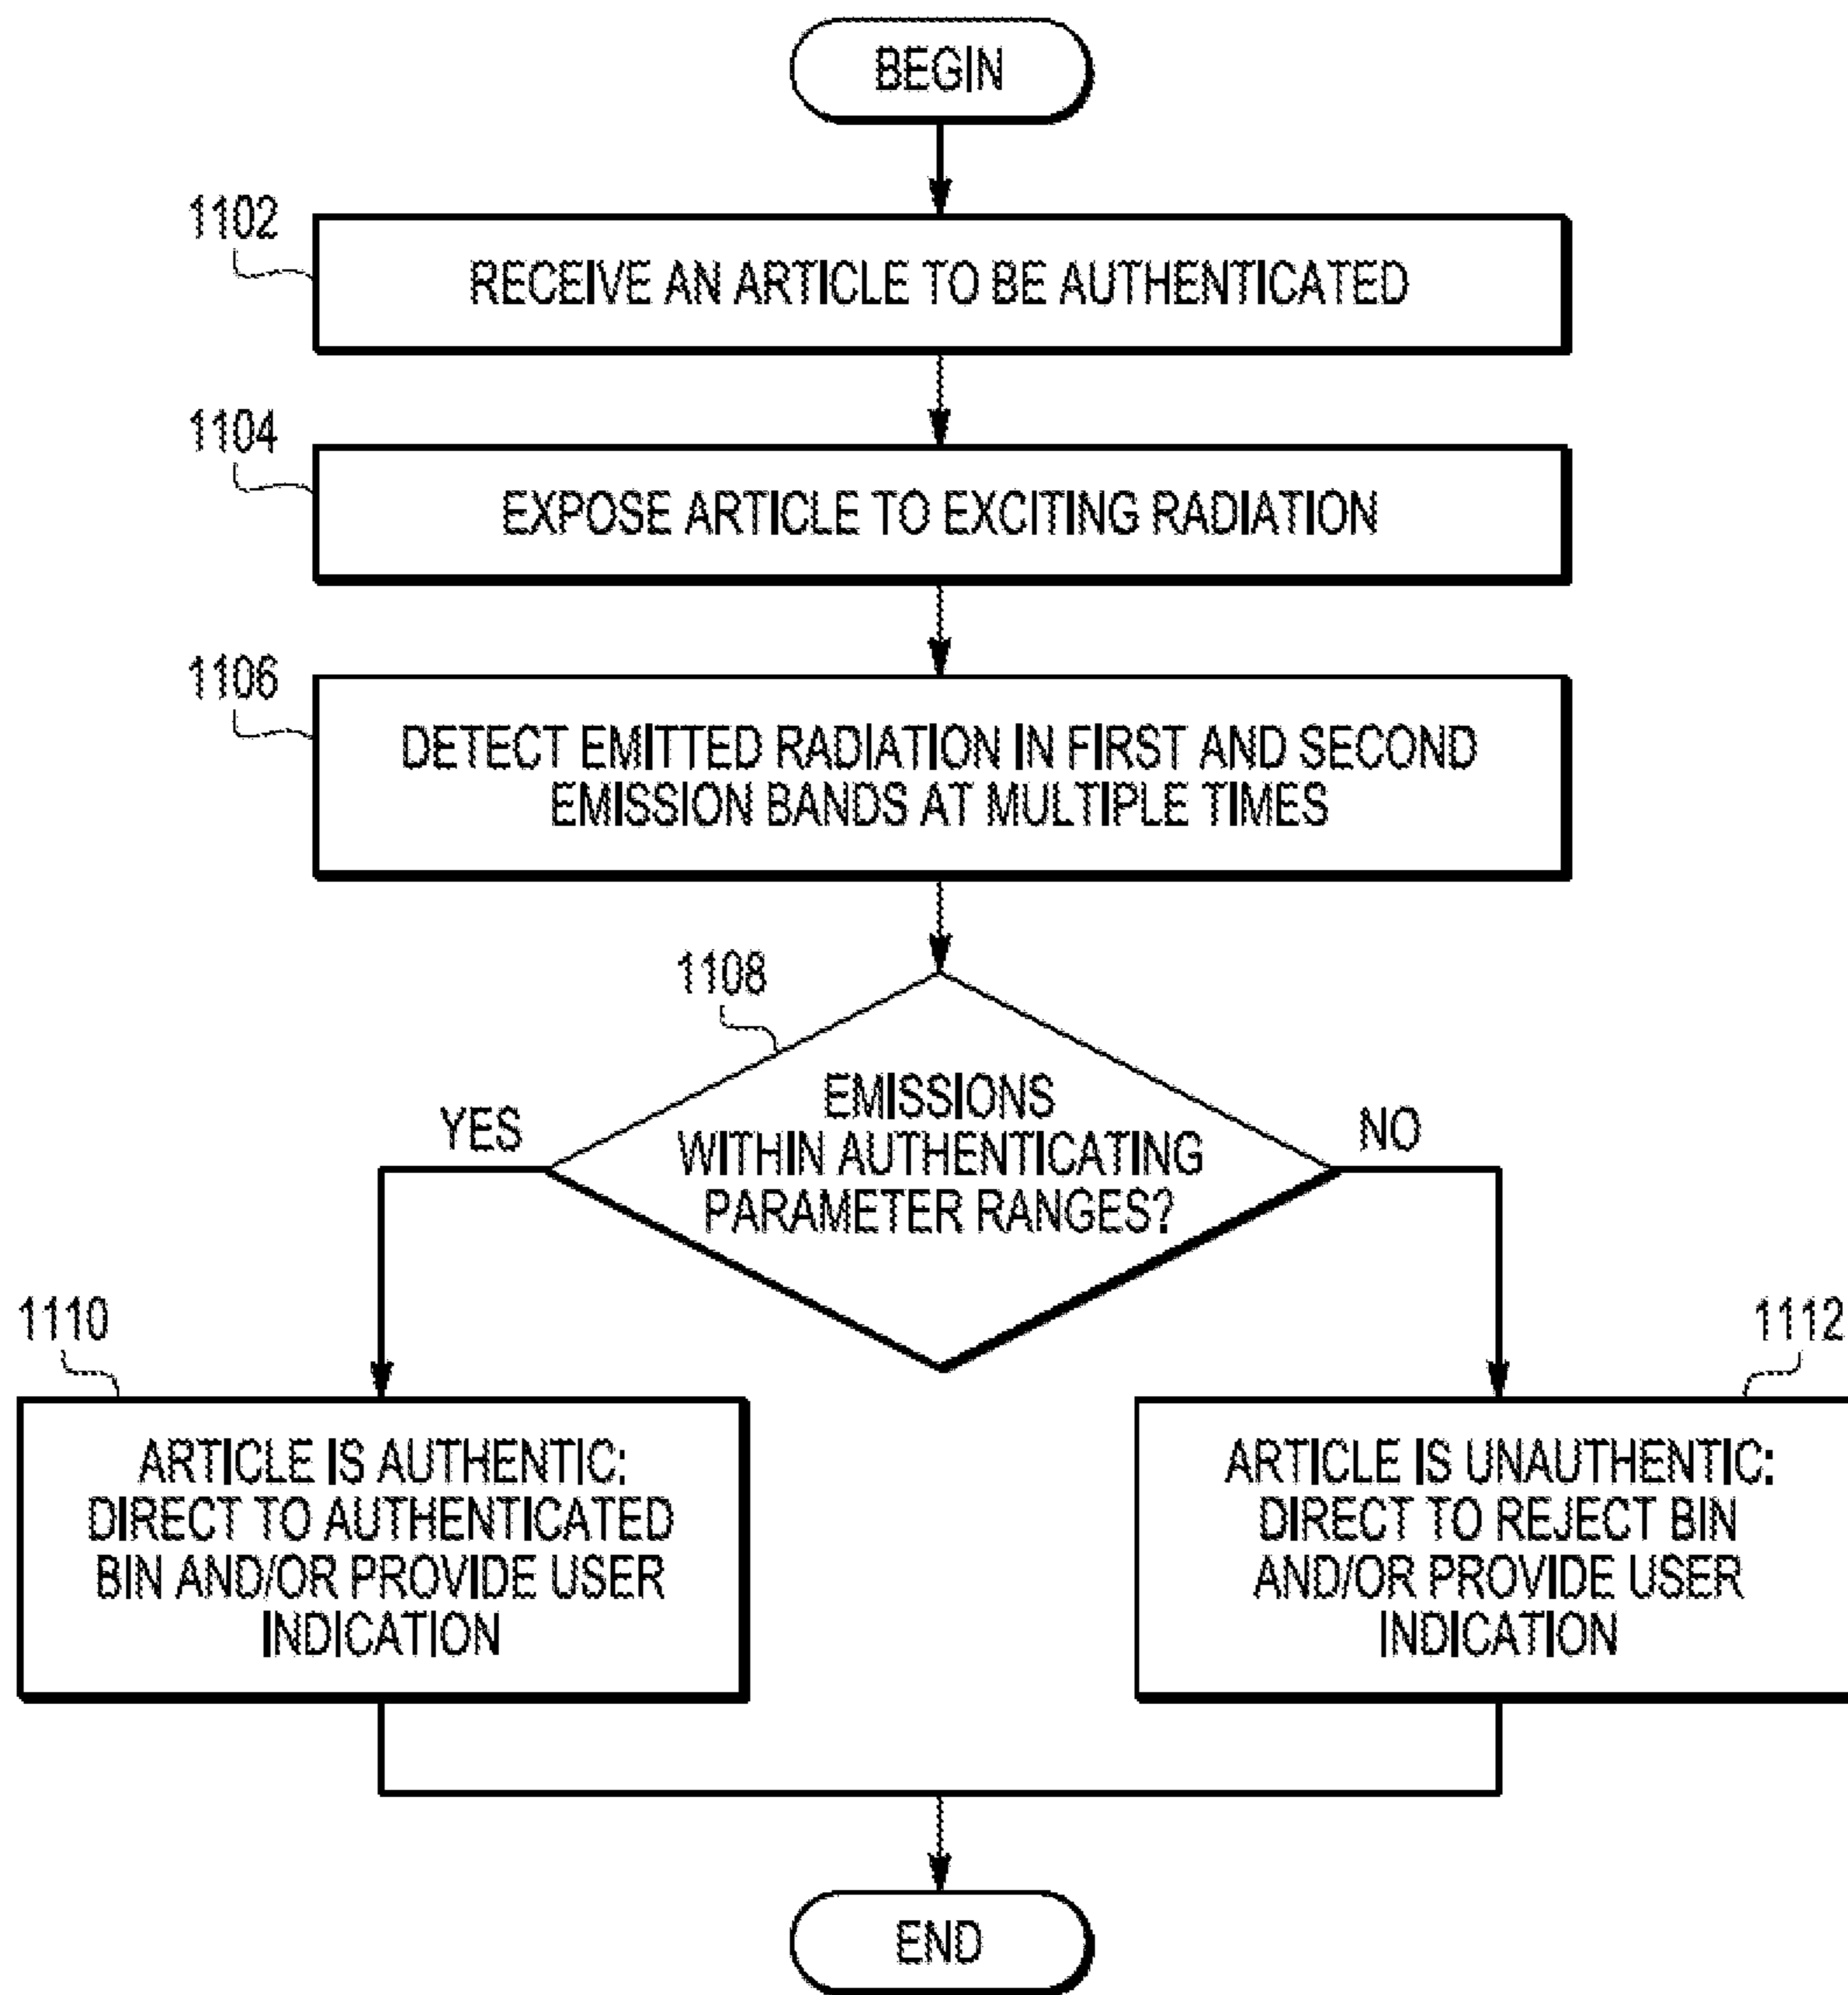 BEGIN
1102
RECEIVE AN ARTICLE TO BE AUTHENTICATED
1104
EXPOSE ARTICLE TO EXCITING RADIATION
1106
DETECT EMITTED RADIATION IN FIRST AND SECOND
EMISSION BANDS AT MULTIPLE TIMES
1108
EMISSIONS
WITHIN AUTHENTICATING
PARAMETER RANGES?
YES
NO
1110
ARTICLE IS AUTHENTIC:
DIRECT TO AUTHENTICATED
BIN AND/OR PROVIDE USER
INDICATION
1112
ARTICLE IS UNAUTHENTIC:
DIRECT TO REJECT BIN
AND/OR PROVIDE USER
INDICATION
END